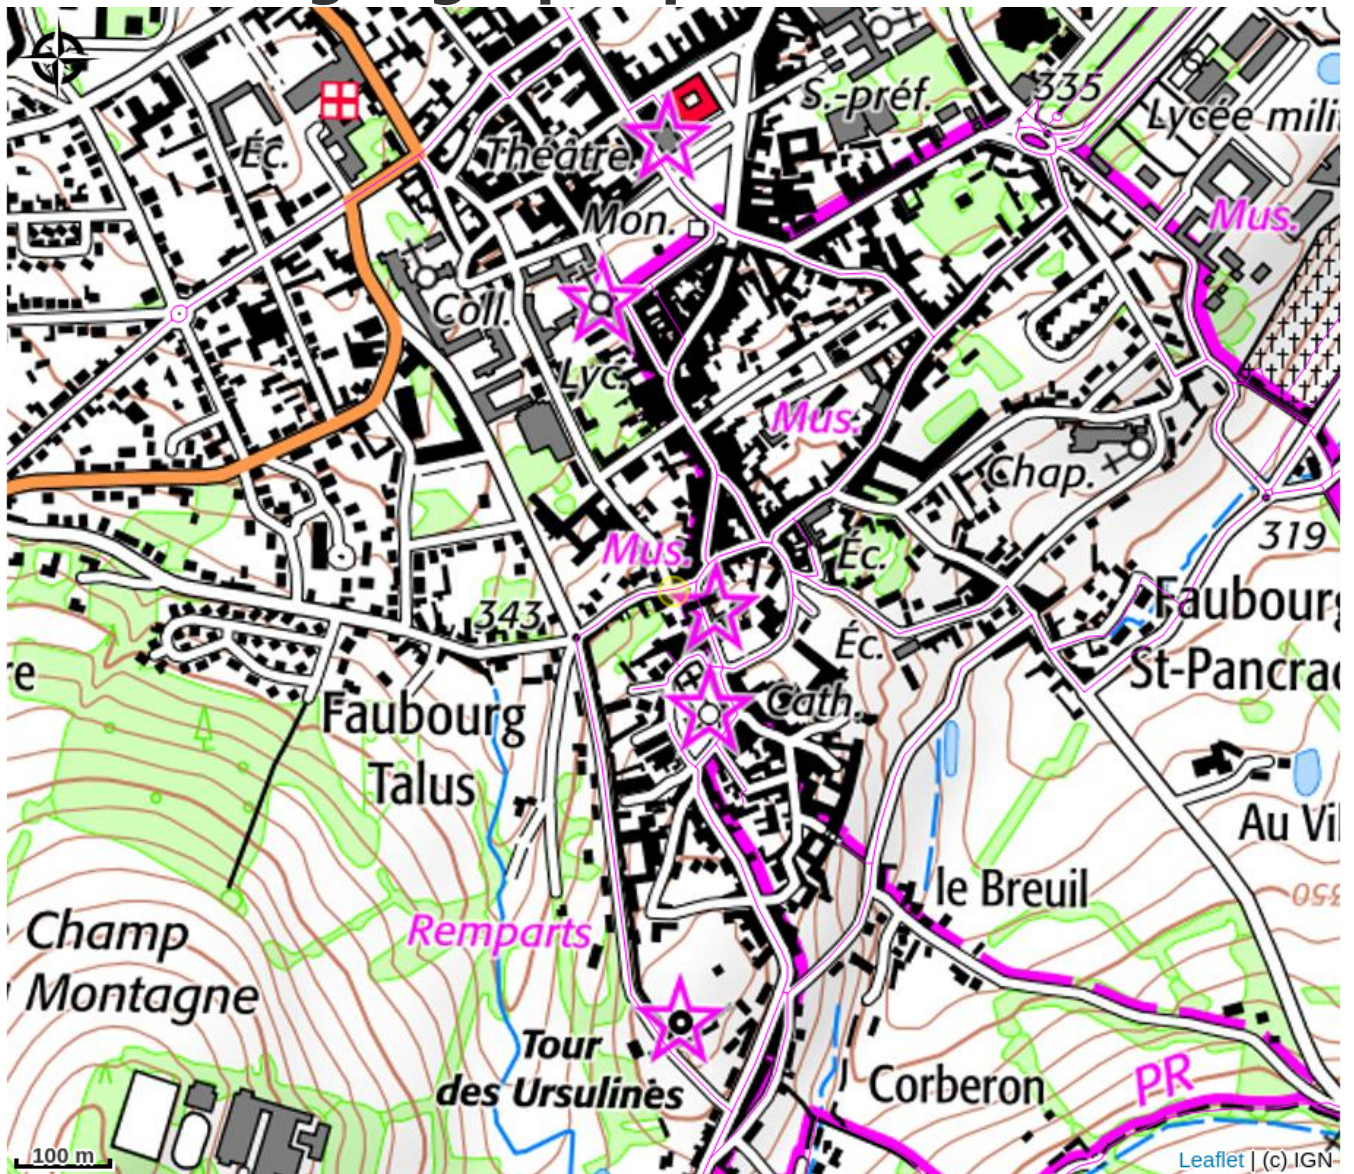 S.-préf.
335
Lycée mili
Éc.
Théâtre
Mon.
Mus.
Coll.
Lyc.
Mus.
Chap.
319
Mus.
Éc.
343
Faubourg
St-Pancra
Éc.
re
Faubourg
Talus
Cath.
Au Vi
le Breuil
350
Remparts
Champ
Montagne
Tour
des Ursulines
Corberon
PR
100 m
Leaflet | (c) IGN